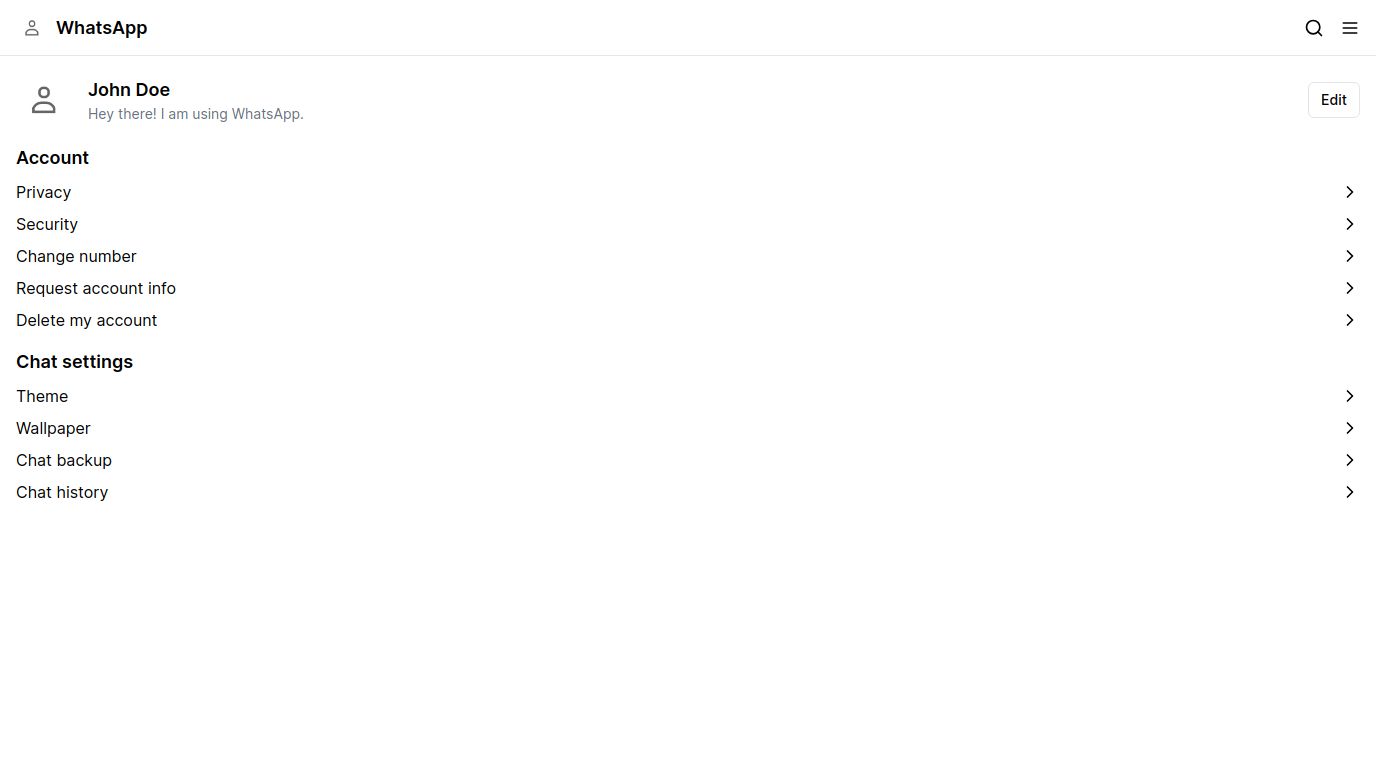 WhatsApp
John Doe
Hey there! I am using WhatsApp.
Edit
Account
Privacy
Security
Change number
Request account info
Delete my account
Chat settings
Theme
Wallpaper
Chat backup
Chat history